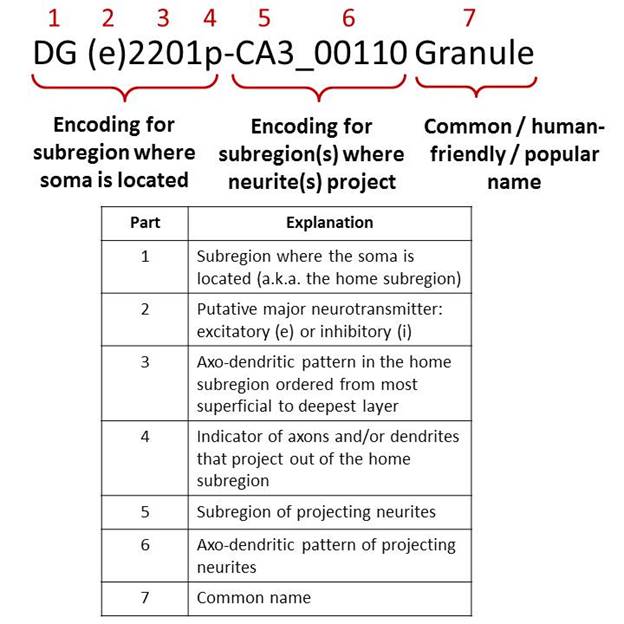 1 2 3 4 5 6 7
DG (e)2201p-CA3_00110 Granule
Encoding for
subregion where
soma is located
Encoding for
subregion(s) where
neurite(s) project
Common / human-
friendly / popular
name
Part Explanation
1 Subregion where the soma is
located (a.k.a. the home subregion)
2 Putative major neurotransmitter:
excitatory (e) or inhibitory (i)
3 Axo-dendritic pattern in the home
subregion ordered from most
superficial to deepest layer
4 Indicator of axons and/or dendrites
that project out of the home
subregion
5 Subregion of projecting neurites
6 Axo-dendritic pattern of projecting
neurites
7 Common name